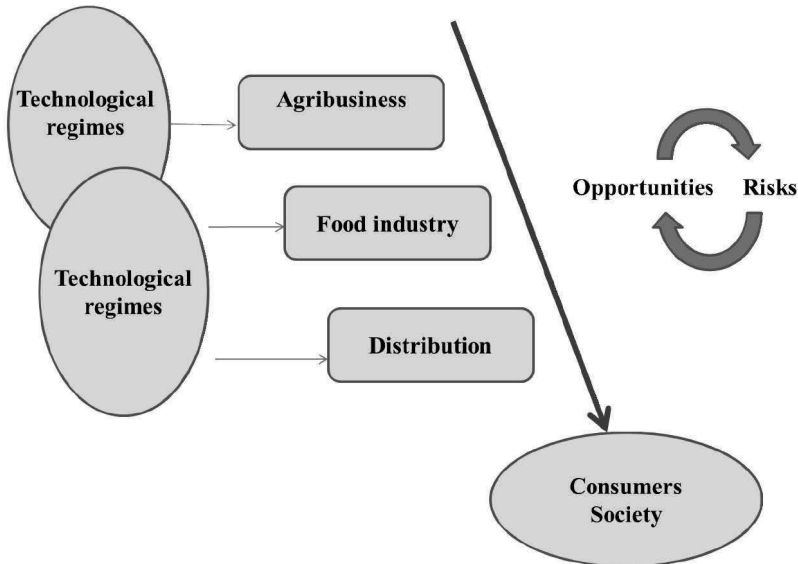 Technological
regimes
Agribusiness
Opportunities Risks
Food industry
Technological
regimes
Distribution
Consumers
Society